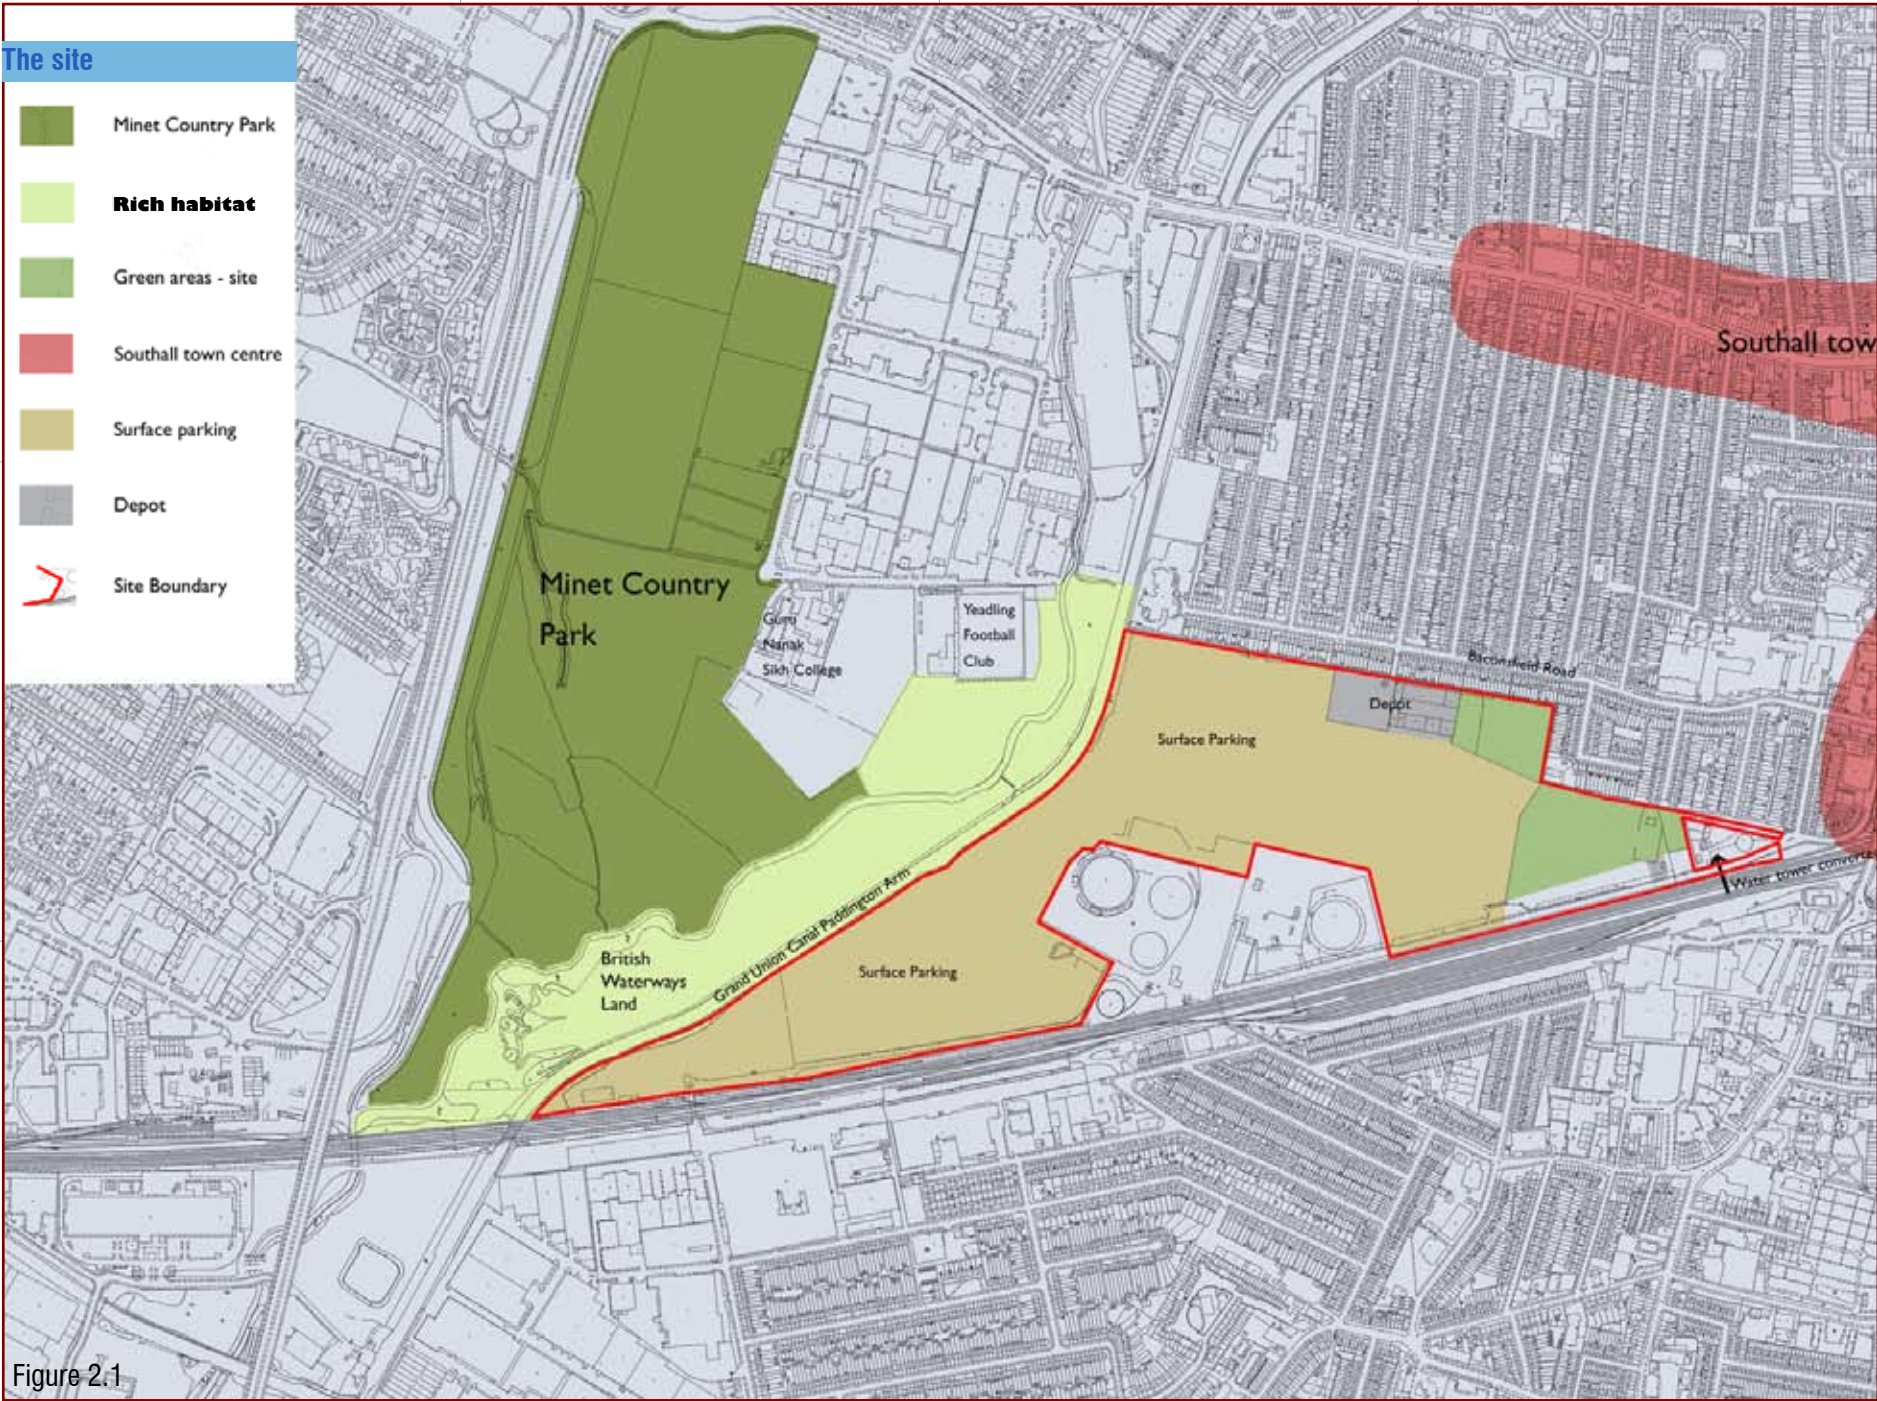 The site
Minet Country Park
Rich habitat
Green areas - site
Southall town centre
Surface parking
Depot
Site Boundary
Southall tow
Minet Country
Park
Guru
Nanak
Sikh College
Yeadling
Football
Club
Baconsfield Road
Depot
Surface Parking
Water tower converte
Grand Union Canal Paddington Arm
British
Waterways
Land
Surface Parking
Figure 2.1